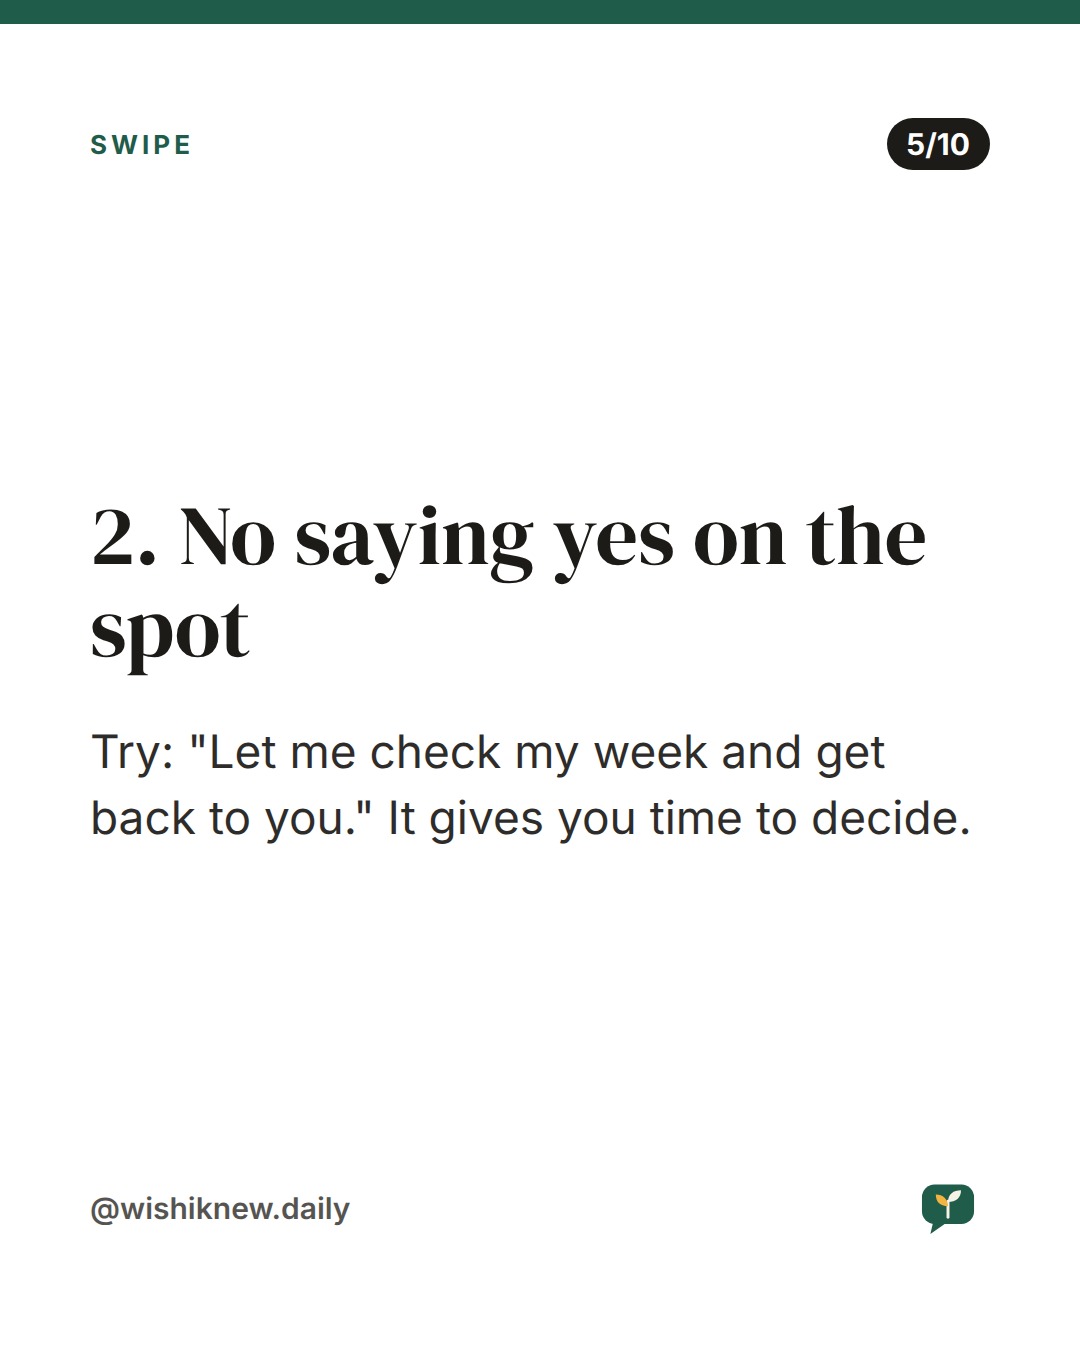 SWIPE
5/10
2. No saying yes on the
spot
Try: "Let me check my week and get
back to you." It gives you time to decide.
@wishiknew.daily